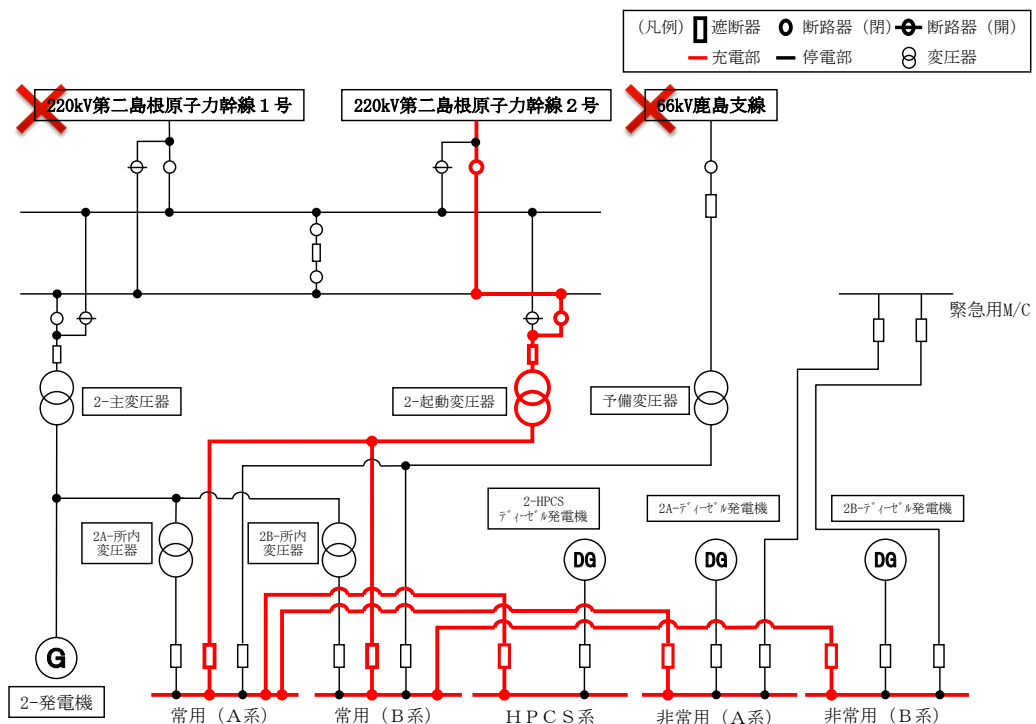 (凡例) 遮断器 断路器(閉) 断路器(開)
充電部 停電部 変圧器
220kV第二島根原子力幹線1号
220kV第二島根原子力幹線2号
66kV鹿島支線
緊急用M/C
2-主変圧器
2-起動変圧器
予備変圧器
2-HPCS
ディーゼル発電機
2A-ディーゼル発電機
2B-ディーゼル発電機
2A-所内
変圧器
2B-所内
変圧器
DG
DG
DG
G
2-発電機
常用(A系)
常用(B系)
HPCS系
非常用(A系)
非常用(B系)